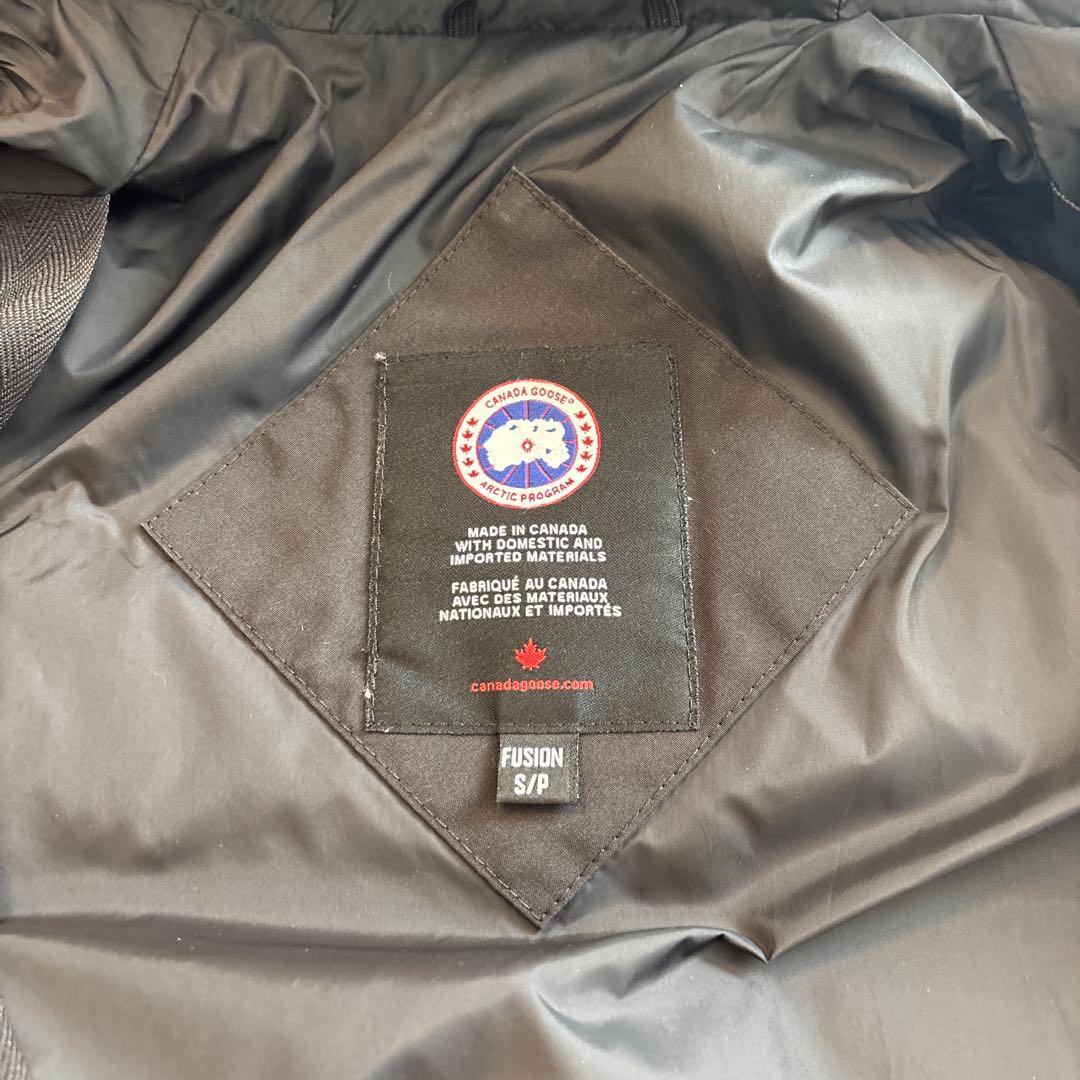 CANADA GOOSE®
ARCTIC PROGRAM
MADE IN CANADA
WITH DOMESTIC AND
IMPORTED MATERIALS
FABRIQUÉ AU CANADA
AVEC DES MATERIAUX
NATIONAUX ET IMPORTÉS
canadagoose.com
FUSION
S/P